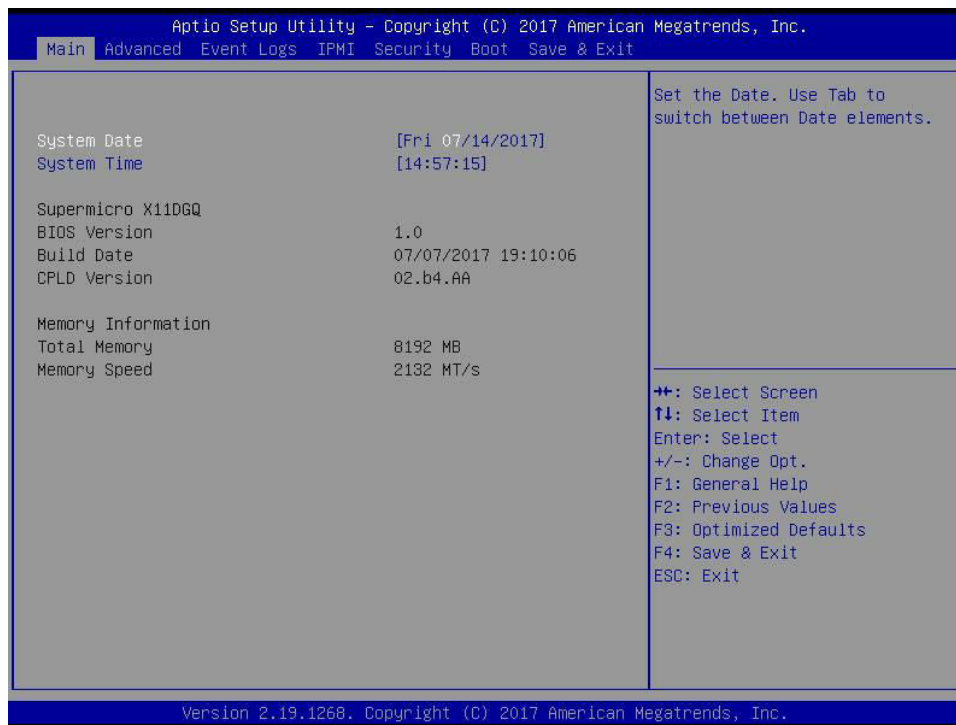 Aptio Setup Utility – Copyright (C) 2017 American Megatrends, Inc.
Main Advanced Event Logs IPMI Security Boot Save & Exit
Set the Date. Use Tab to
switch between Date elements.
System Date [Fri 07/14/2017]
System Time [14:57:15]
Supermicro X11DGQ
BIOS Version 1.0
Build Date 07/07/2017 19:10:06
CPLD Version 02.b4.AA
Memory Information
Total Memory 8192 MB
Memory Speed 2132 MT/s
→←: Select Screen
↑↓: Select Item
Enter: Select
+/-: Change Opt.
F1: General Help
F2: Previous Values
F3: Optimized Defaults
F4: Save & Exit
ESC: Exit
Version 2.19.1268. Copyright (C) 2017 American Megatrends, Inc.